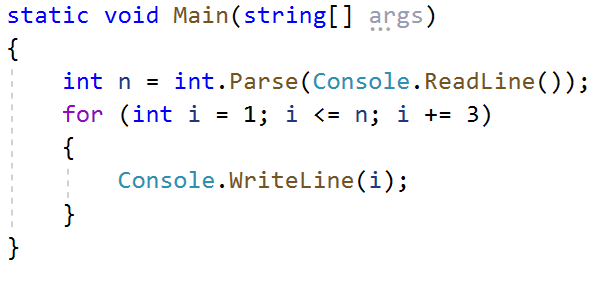 static void Main(string[] args)
{
    int n = int.Parse(Console.ReadLine());
    for (int i = 1; i <= n; i += 3)
    {
        Console.WriteLine(i);
    }
}